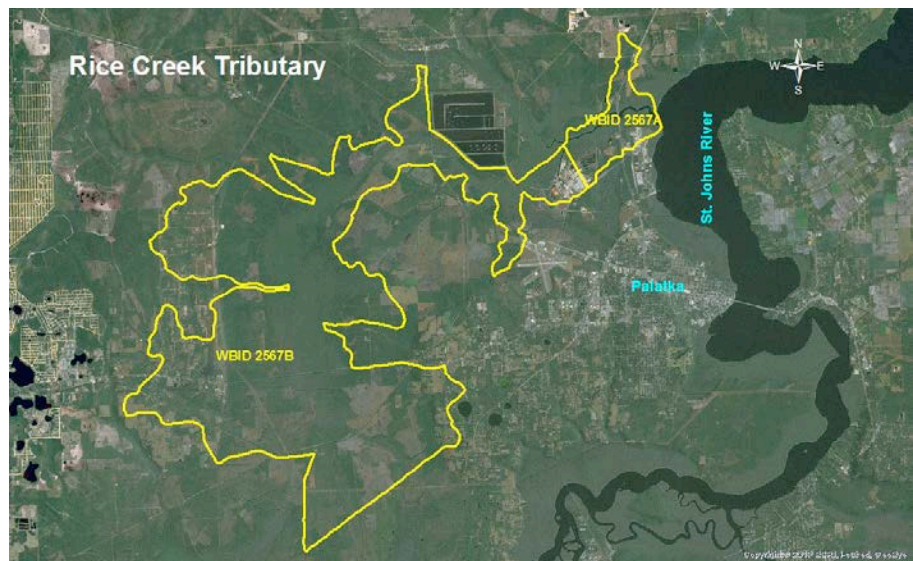 Rice Creek Tributary
N
W E
S
WBID 2567A
St. Johns River
Palatka
WBID 2567B